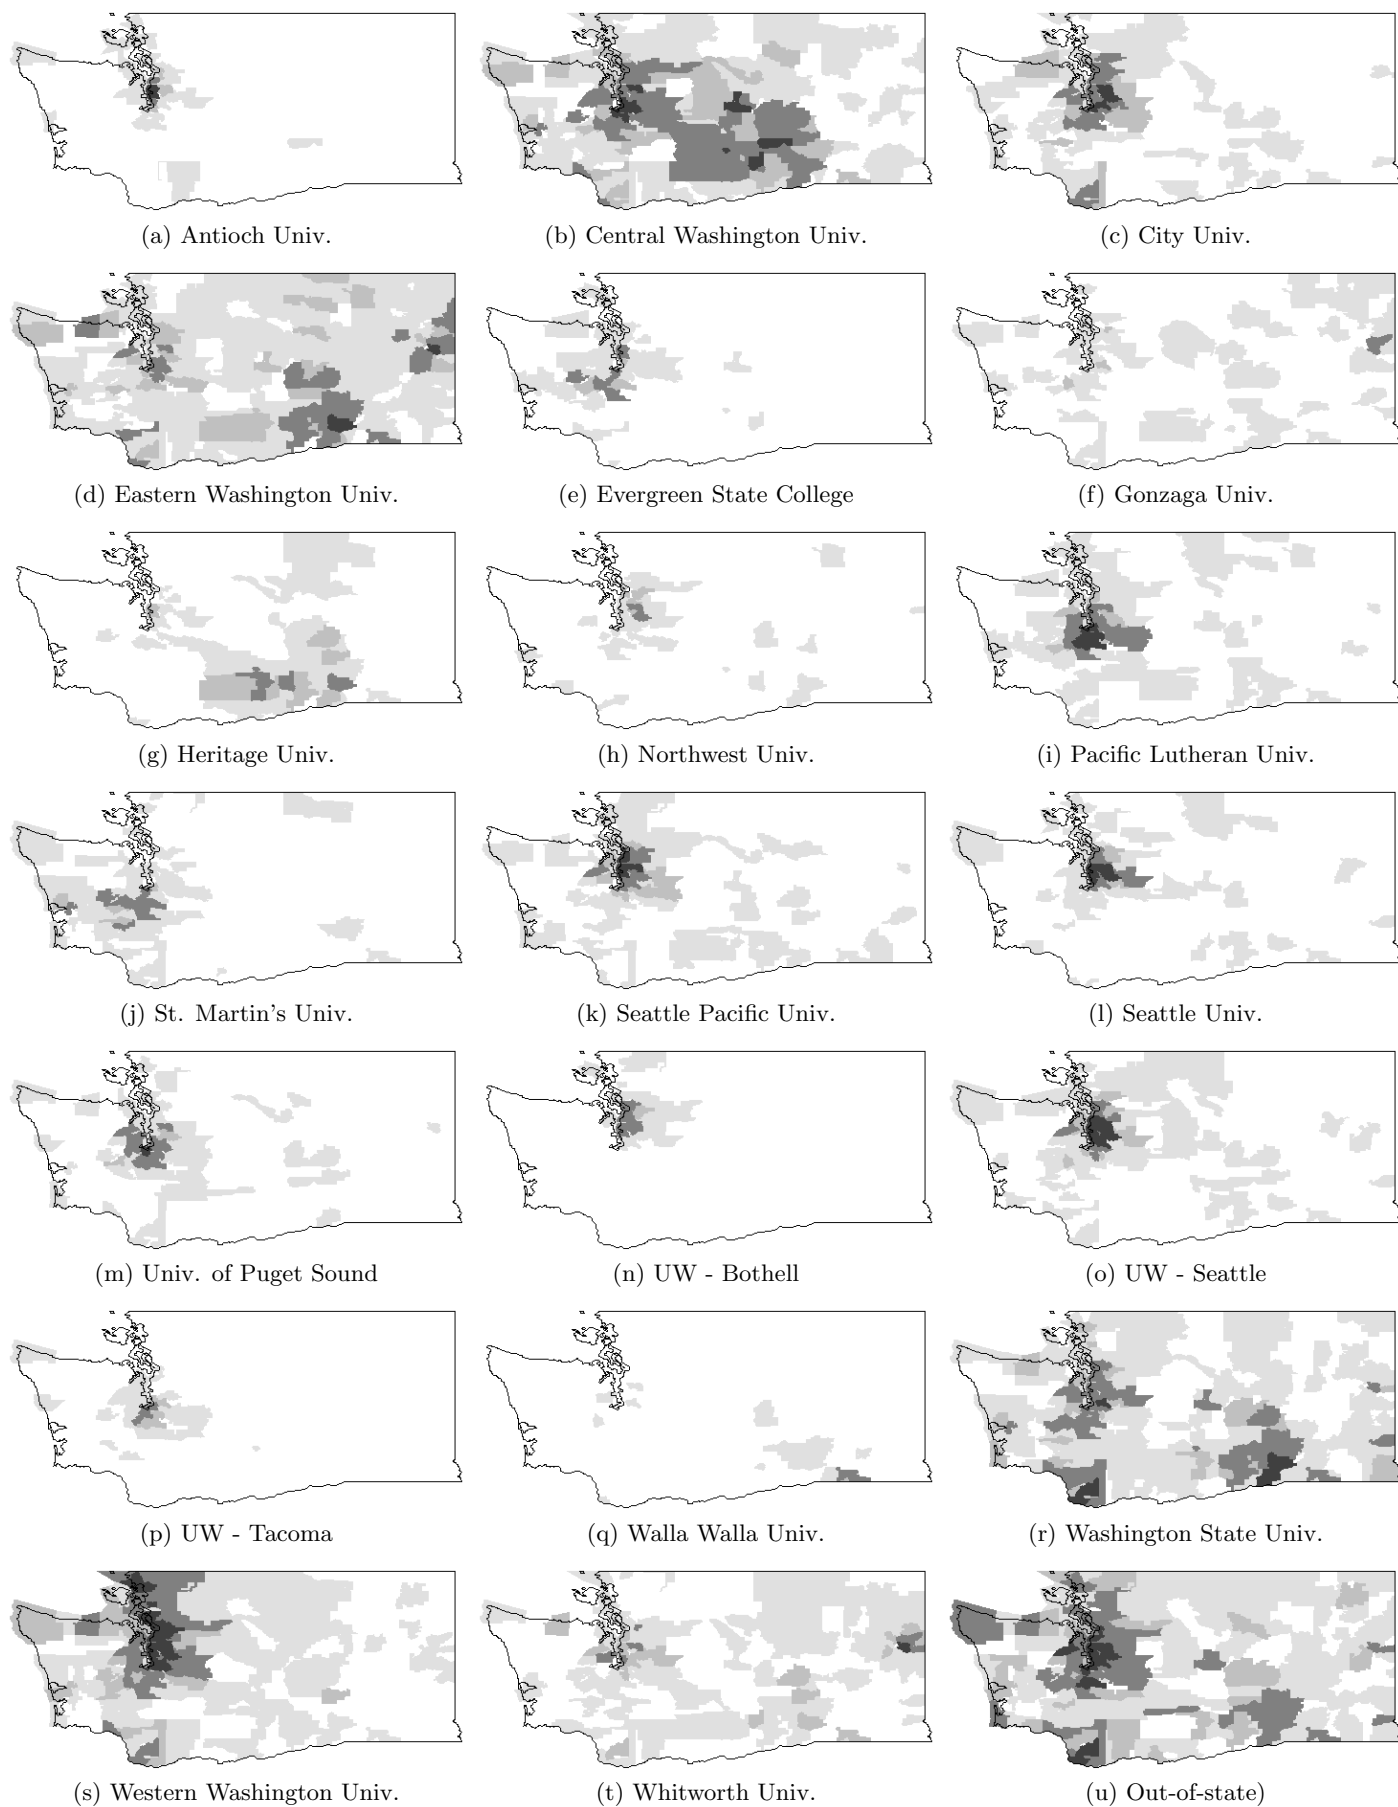 (a) Antioch Univ.
(b) Central Washington Univ.
(c) City Univ.
(d) Eastern Washington Univ.
(e) Evergreen State College
(f) Gonzaga Univ.
(g) Heritage Univ.
(h) Northwest Univ.
(i) Pacific Lutheran Univ.
(j) St. Martin's Univ.
(k) Seattle Pacific Univ.
(l) Seattle Univ.
(m) Univ. of Puget Sound
(n) UW - Bothell
(o) UW - Seattle
(p) UW - Tacoma
(q) Walla Walla Univ.
(r) Washington State Univ.
(s) Western Washington Univ.
(t) Whitworth Univ.
(u) Out-of-state)